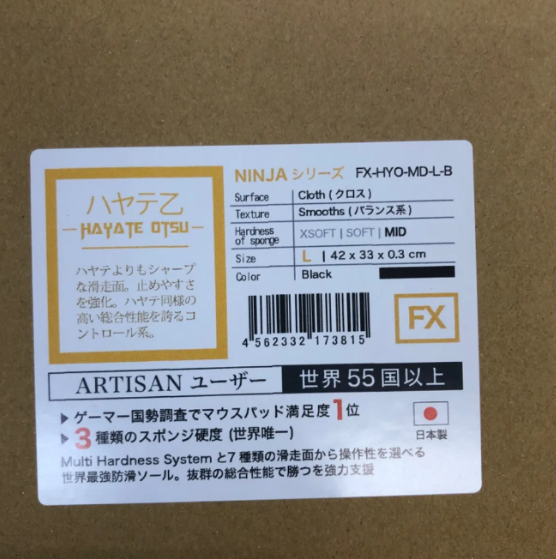 ハヤテ乙
HAYATE OTSU
ハヤテよりもシャープ
な滑走面。止めやすさ
を強化。ハヤテ同様の
高い総合性能を誇るコ
ントロール系。
NINJAシリーズ FX-HYO-MD-L-B
Surface Cloth (クロス)
Texture Smooths (バランス系)
Hardness of sponge XSOFT | SOFT | MID
Size L | 42 x 33 x 0.3 cm
Color Black
4 562332 173815
FX
ARTISAN ユーザー 世界 55 国以上
▶ ゲーマー国勢調査でマウスパッド満足度1位
▶ 3種類のスポンジ硬度 (世界唯一)
日本製
Multi Hardness System と7 種類の滑走面から操作性を選べる
世界最強防滑ソール。抜群の総合性能で勝つを強力支援